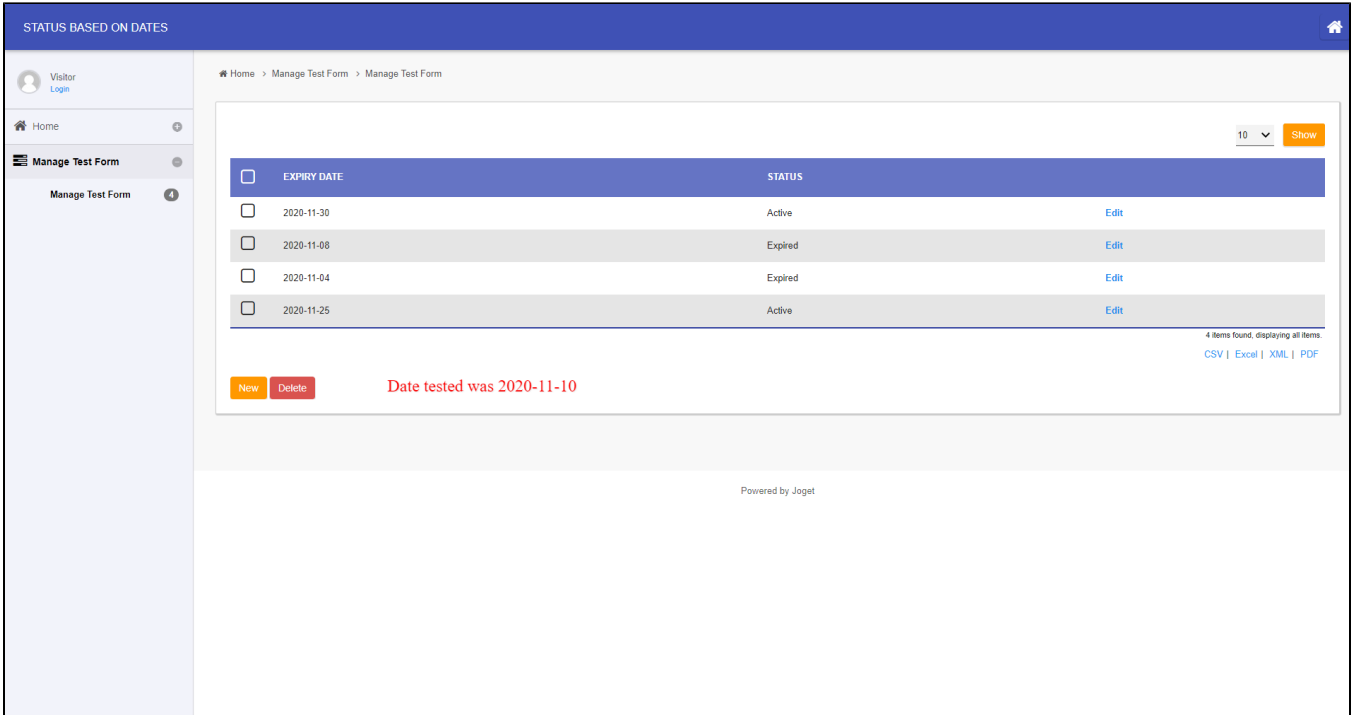 STATUS BASED ON DATES
Visitor
Login
Home > Manage Test Form > Manage Test Form
Home
Manage Test Form
Manage Test Form 4
10 Show
EXPIRY DATE STATUS
2020-11-30 Active Edit
2020-11-08 Expired Edit
2020-11-04 Expired Edit
2020-11-25 Active Edit
4 items found, displaying all items.
CSV | Excel | XML | PDF
New Delete Date tested was 2020-11-10
Powered by Joget